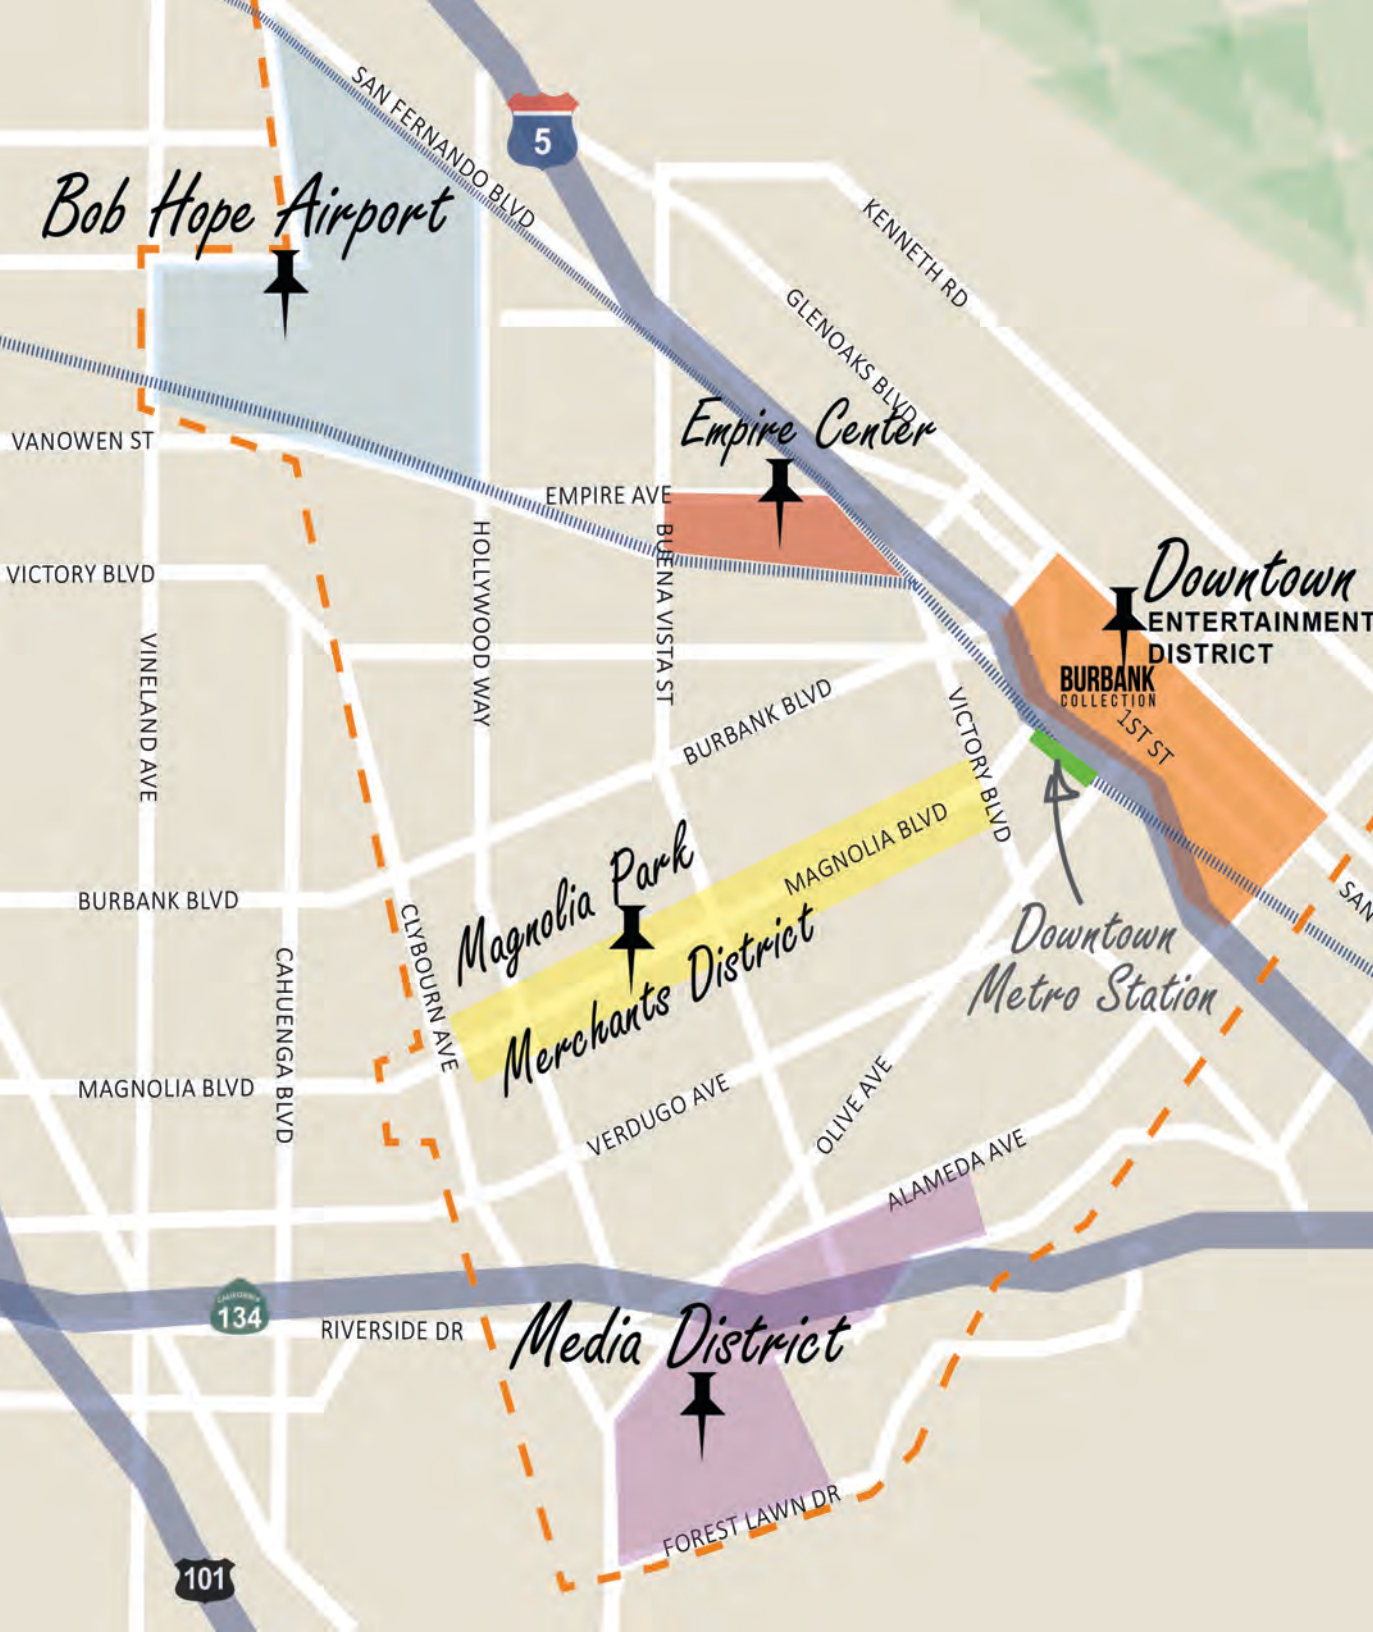 SAN FERNANDO BLVD
5
Bob Hope Airport
KENNETH RD
GLENOAKS BLVD
Empire Center
VANOWEN ST
EMPIRE AVE
VICTORY BLVD
HOLLYWOOD WAY
BUENA VISTA ST
Downtown
ENTERTAINMENT
DISTRICT
BURBANK
COLLECTION
1ST ST
VINELAND AVE
BURBANK BLVD
VICTORY BLVD
MAGNOLIA BLVD
Magnolia Park
Merchants District
BURBANK BLVD
CLYBOURN AVE
CAHUENGA BLVD
SAN
Downtown
Metro Station
MAGNOLIA BLVD
VERDUGO AVE
OLIVE AVE
ALAMEDA AVE
CALIFORNIA
134
RIVERSIDE DR
Media District
FOREST LAWN DR
101